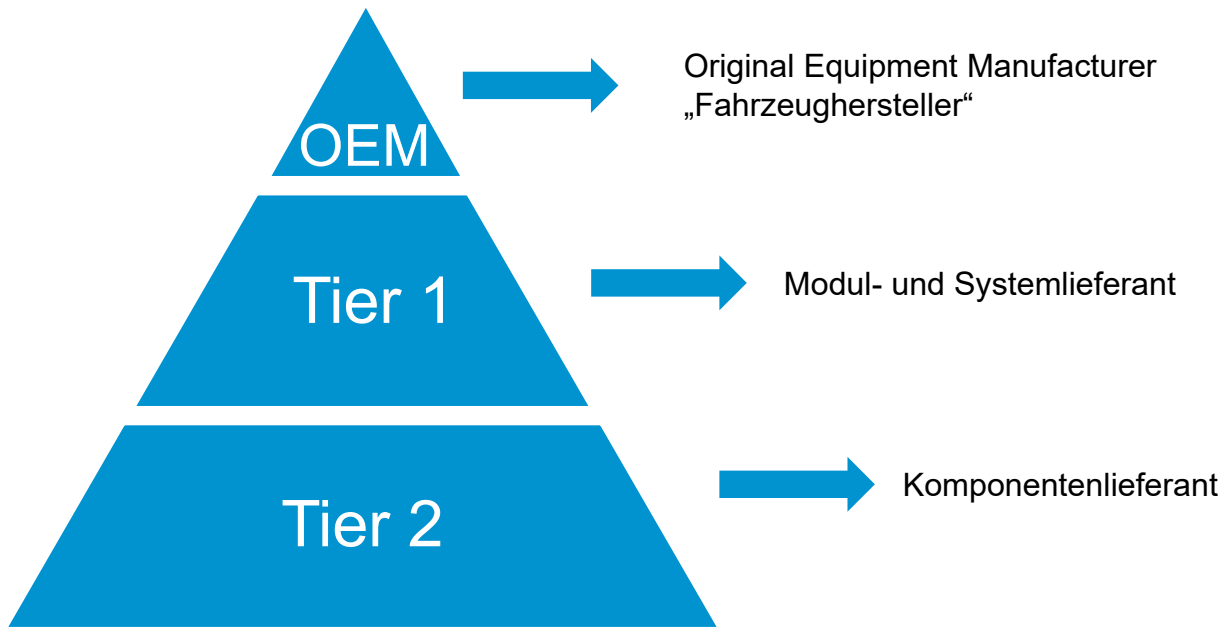 OEM
Original Equipment Manufacturer
„Fahrzeughersteller“
Tier 1
Modul- und Systemlieferant
Tier 2
Komponentenlieferant